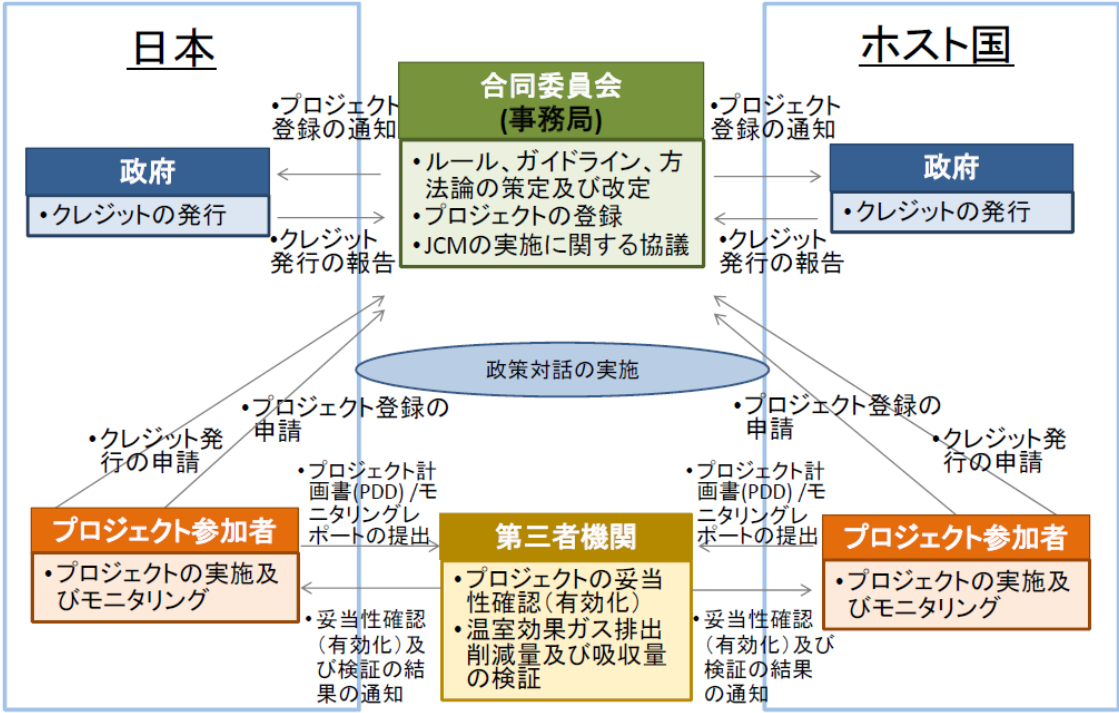 日本
ホスト国
合同委員会
(事務局)
・ルール、ガイドライン、方
法論の策定及び改定
・プロジェクトの登録
・JCMの実施に関する協議
・プロジェクト
登録の通知
・プロジェクト
登録の通知
政府
・クレジットの発行
政府
・クレジットの発行
・クレジット
発行の報告
・クレジット
発行の報告
政策対話の実施
・プロジェクト登録の
申請
・プロジェクト登録の
申請
・クレジット発
行の申請
・クレジット発
行の申請
・プロジェクト計
画書(PDD) /モ
ニタリングレ
ポートの提出
・プロジェクト計
画書(PDD) /モ
ニタリングレ
ポートの提出
プロジェクト参加者
・プロジェクトの実施及
びモニタリング
第三者機関
・プロジェクトの妥当
性確認（有効化）
・温室効果ガス排出
削減量及び吸収量
の検証
プロジェクト参加者
・プロジェクトの実施及
びモニタリング
・妥当性確認
（有効化）及
び検証の結
果の通知
・妥当性確認
（有効化）及び
検証の結果
の通知